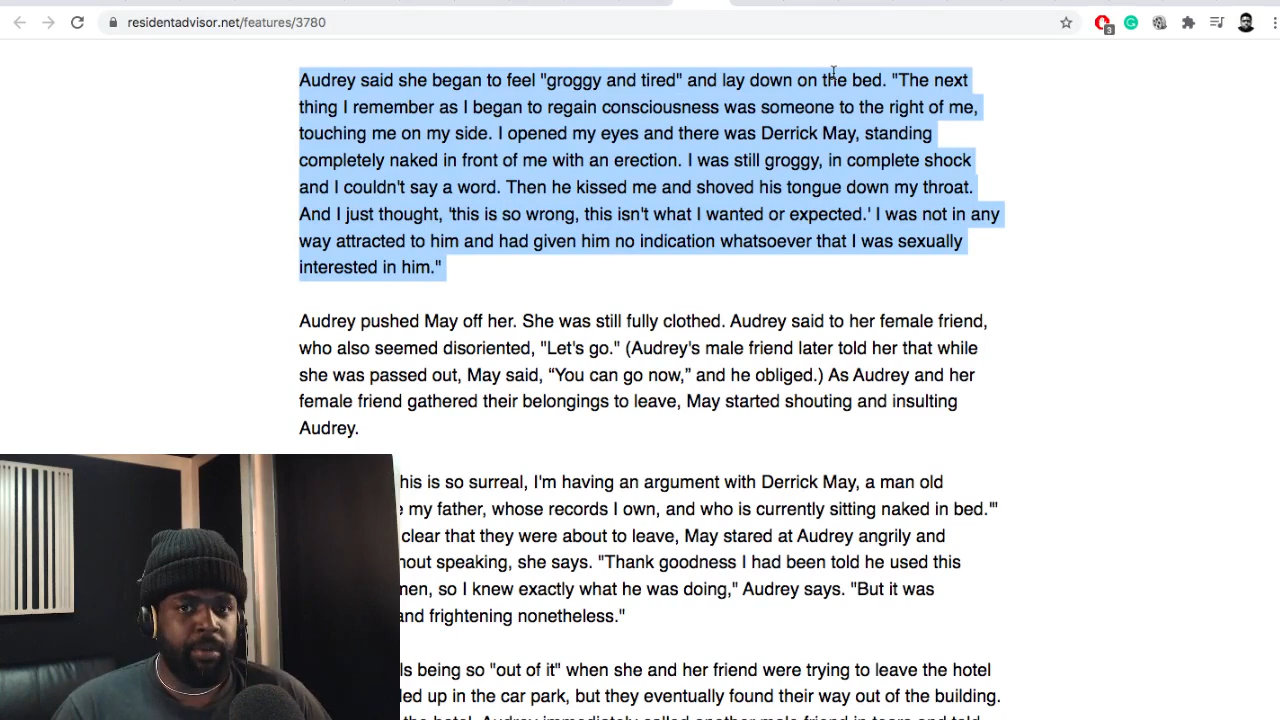 residentadvisor.net/features/3780
3
Audrey said she began to feel "groggy and tired" and lay down on the bed. "The next
thing I remember as I began to regain consciousness was someone to the right of me,
touching me on my side. I opened my eyes and there was Derrick May, standing
completely naked in front of me with an erection. I was still groggy, in complete shock
and I couldn't say a word. Then he kissed me and shoved his tongue down my throat.
And I just thought, 'this is so wrong, this isn't what I wanted or expected.' I was not in any
way attracted to him and had given him no indication whatsoever that I was sexually
interested in him."
Audrey pushed May off her. She was still fully clothed. Audrey said to her female friend,
who also seemed disoriented, "Let's go." (Audrey's male friend later told her that while
she was passed out, May said, “You can go now,” and he obliged.) As Audrey and her
female friend gathered their belongings to leave, May started shouting and insulting
Audrey.
his is so surreal, I'm having an argument with Derrick May, a man old
my father, whose records I own, and who is currently sitting naked in bed.'"
clear that they were about to leave, May stared at Audrey angrily and
hout speaking, she says. "Thank goodness I had been told he used this
men, so I knew exactly what he was doing," Audrey says. "But it was
and frightening nonetheless."
ls being so "out of it" when she and her friend were trying to leave the hotel
led up in the car park, but they eventually found their way out of the building.
the hotel, Audrey immediately called another male friend in tears and told